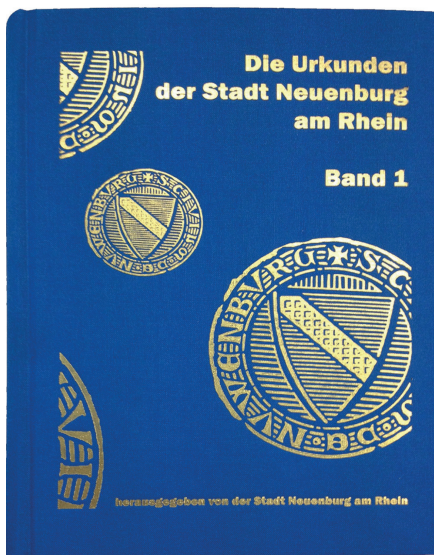 Die Urkunden
der Stadt Neuenburg
am Rhein
Band 1
herausgegeben von der Stadt Neuenburg am Rhein